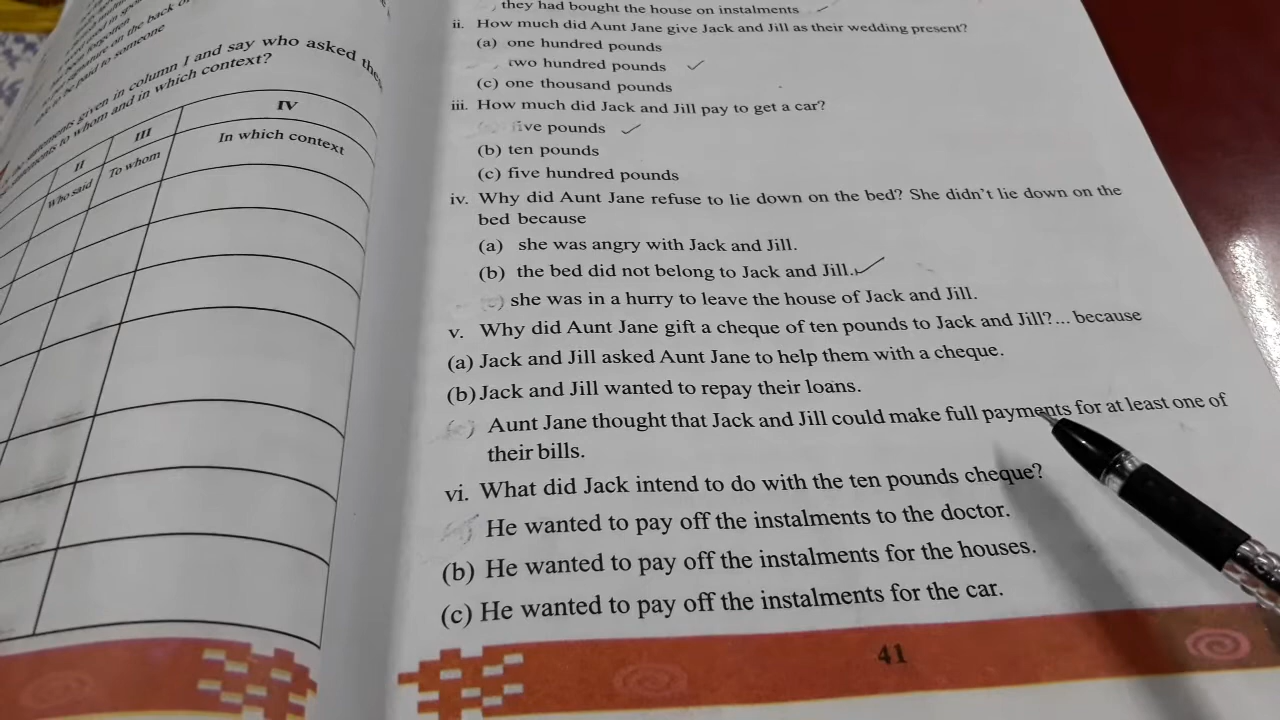 given in column I and say who asked
to whom and in which context?
II
III
IV
Who said
To whom
In which context
they had bought the house on instalments
ii. How much did Aunt Jane give Jack and Jill as their wedding present?
(a) one hundred pounds
two hundred pounds ✓
(c) one thousand pounds
iii. How much did Jack and Jill pay to get a car?
five pounds ✓
(b) ten pounds
(c) five hundred pounds
iv. Why did Aunt Jane refuse to lie down on the bed? She didn't lie down on the
bed because
(a) she was angry with Jack and Jill.
(b) the bed did not belong to Jack and Jill. ✓
she was in a hurry to leave the house of Jack and Jill.
v. Why did Aunt Jane gift a cheque of ten pounds to Jack and Jill?... because
(a) Jack and Jill asked Aunt Jane to help them with a cheque.
(b) Jack and Jill wanted to repay their loans.
Aunt Jane thought that Jack and Jill could make full payments for at least one of
their bills.
vi. What did Jack intend to do with the ten pounds cheque?
He wanted to pay off the instalments to the doctor.
(b) He wanted to pay off the instalments for the houses.
(c) He wanted to pay off the instalments for the car.
41